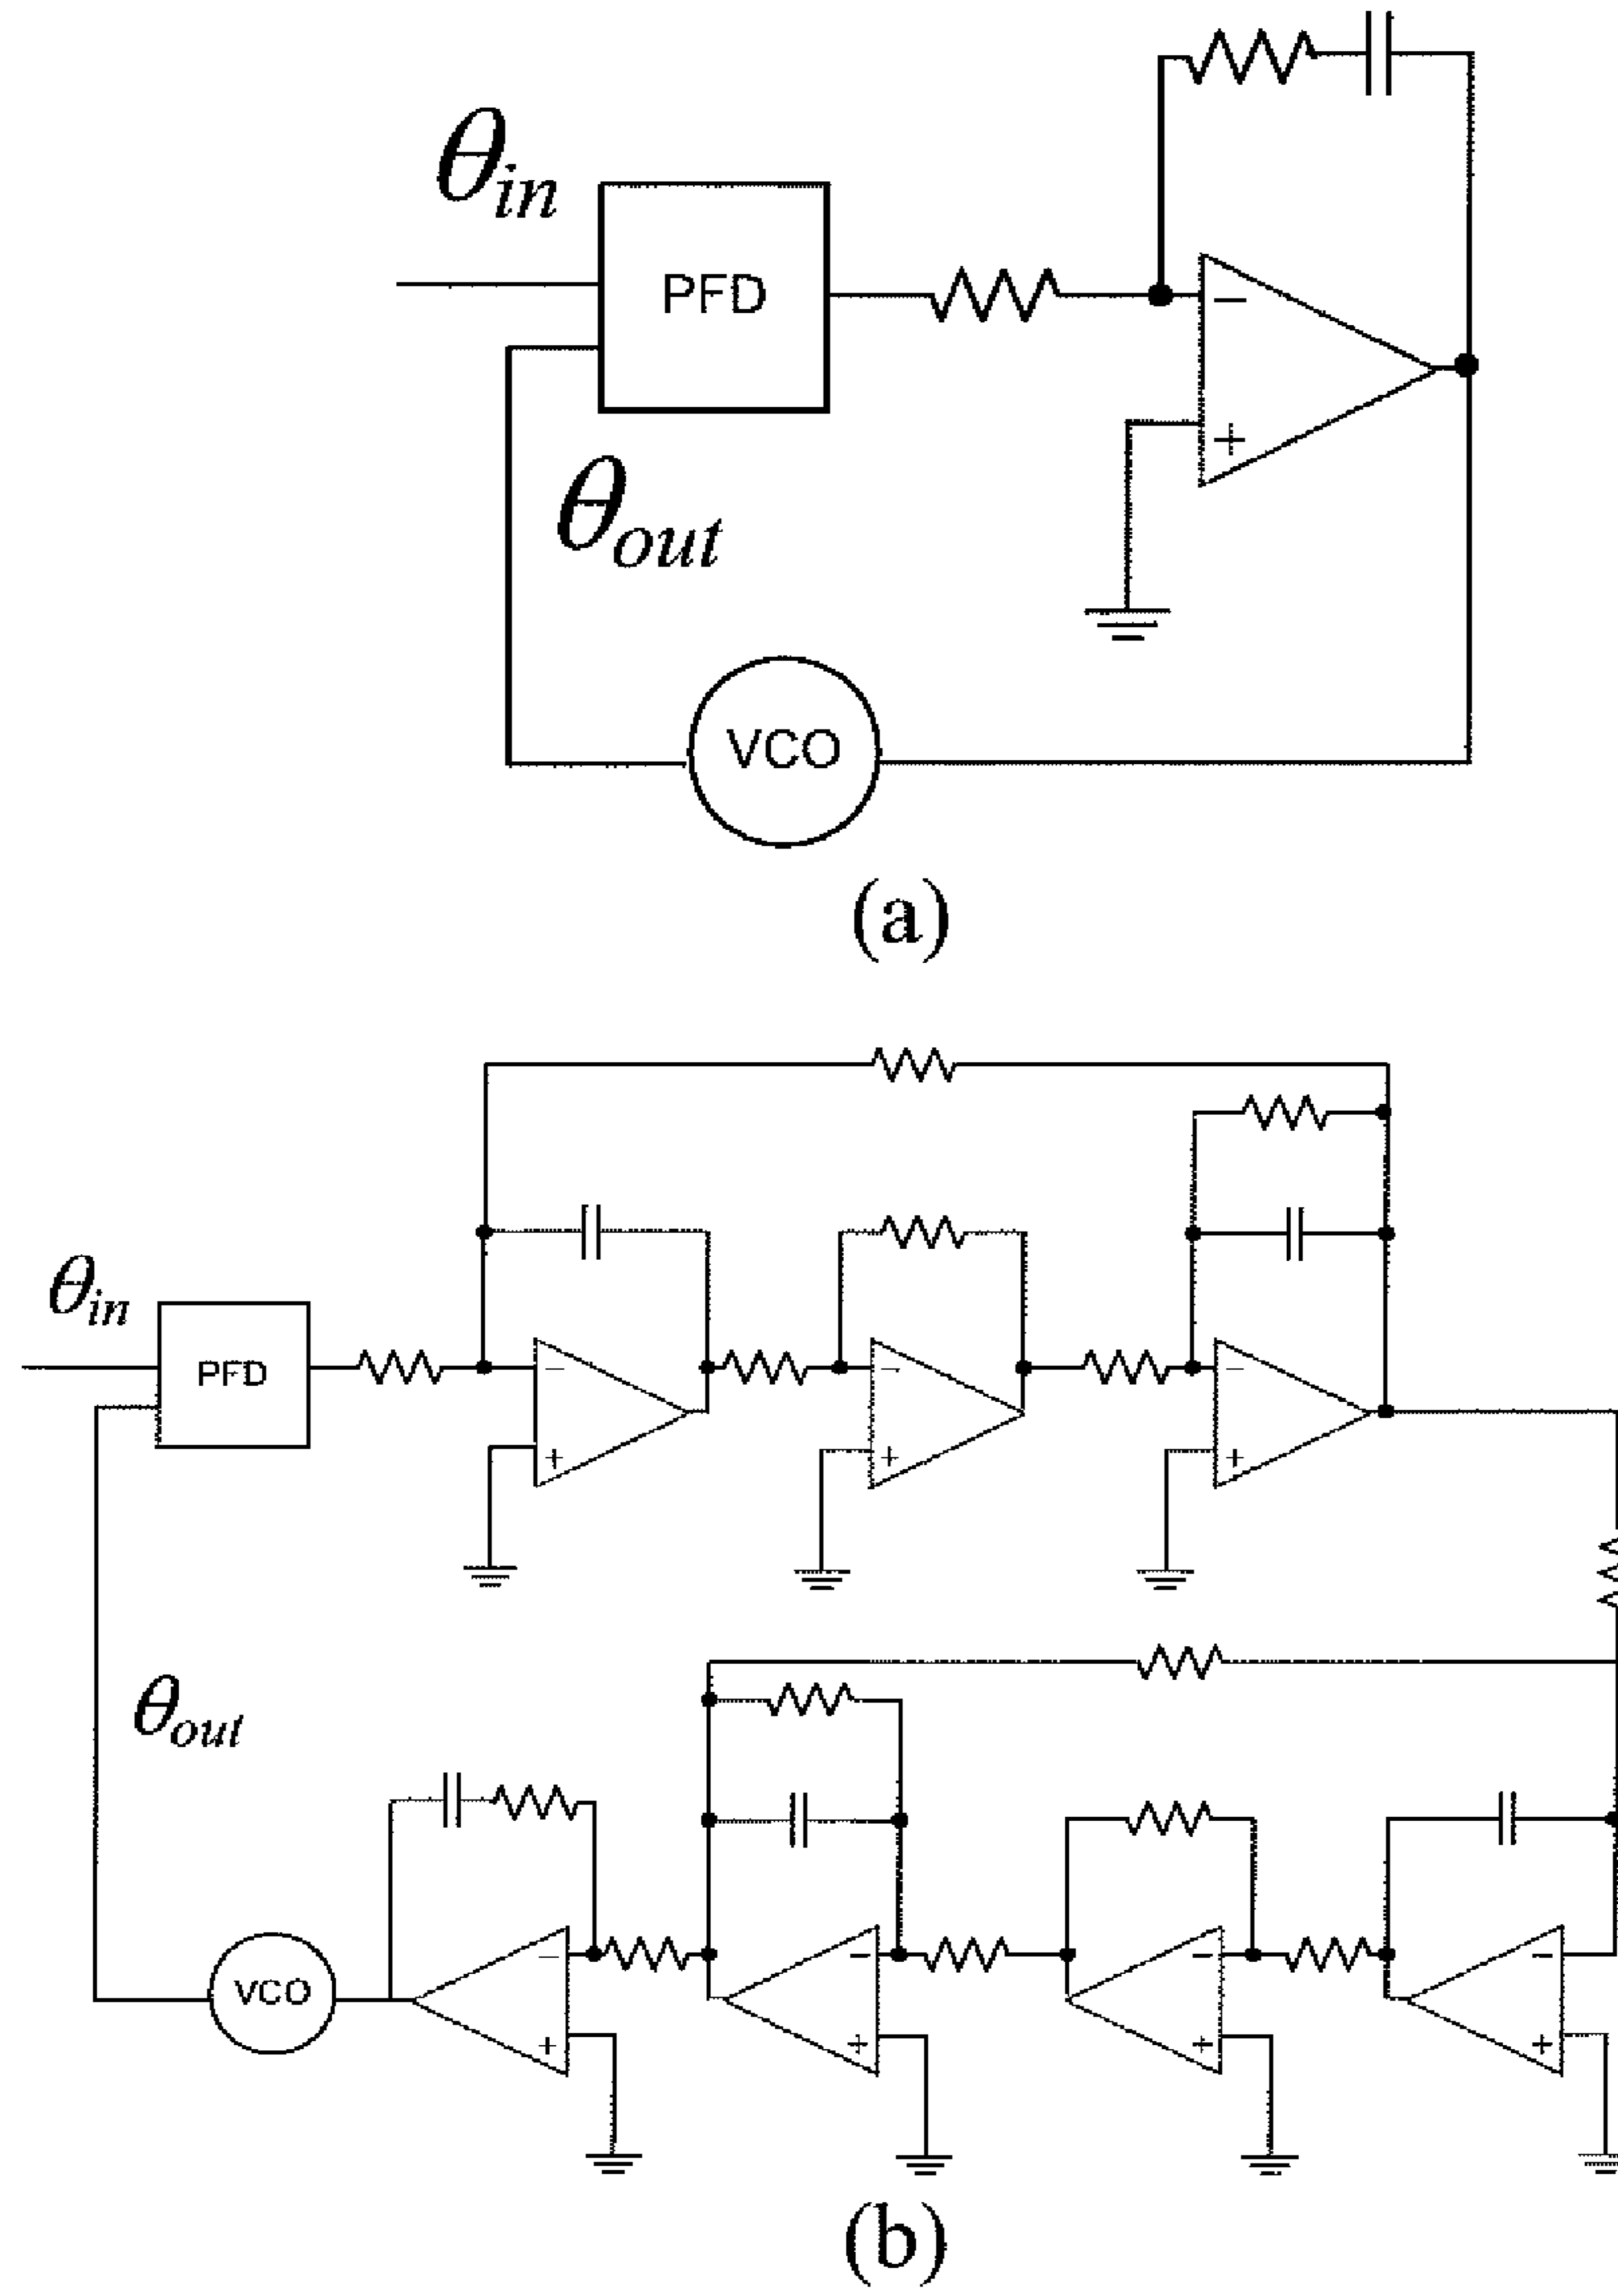 θin
PFD
−
+
θout
VCO
(a)
θin
PFD
−
+
−
+
−
+
θout
VCO
−
+
−
+
−
+
−
+
(b)